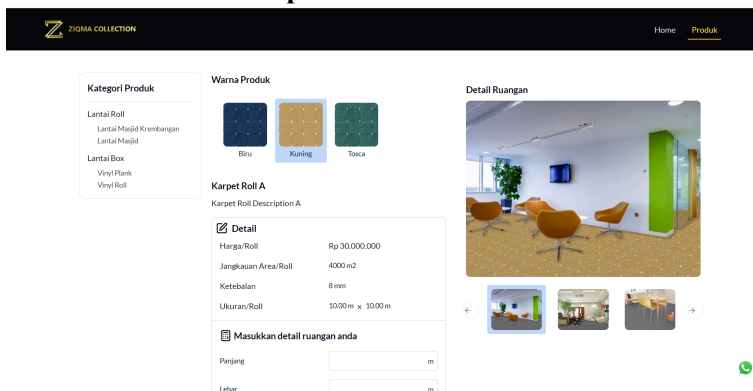 ZIQMA COLLECTION
Home Produk
Kategori Produk
Lantai Roll
Lantai Masjid Krembangan
Lantai Masjid
Lantai Box
Vinyl Plank
Vinyl Roll
Warna Produk
Biru Kuning Tosca
Karpet Roll A
Karpet Roll Description A
Detail
Harga/Roll Rp 30.000.000
Jangkauan Area/Roll 4000 m2
Ketebalan 8 mm
Ukuran/Roll 10.00 m x 10.00 m
Masukkan detail ruangan anda
Panjang m
Lebar m
Detail Ruangan